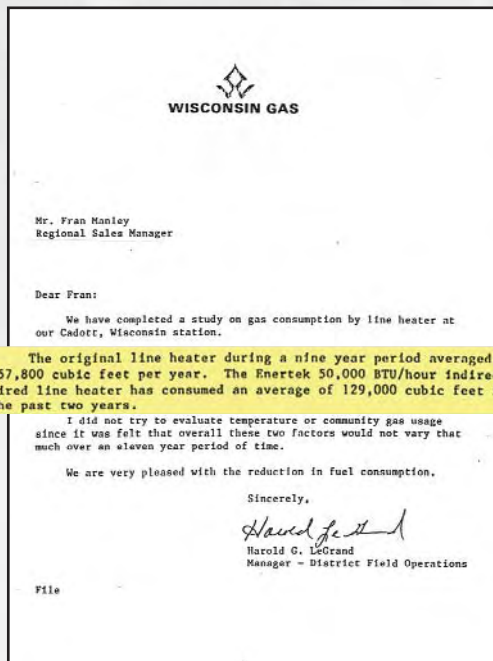 WISCONSIN GAS
Mr. Fran Manley
Regional Sales Manager
Dear Fran:
We have completed a study on gas consumption by line heater at
our Cadott, Wisconsin station.
The original line heater during a nine year period averaged
57,800 cubic feet per year. The Enertek 50,000 BTU/hour indire
ired line heater has consumed an average of 129,000 cubic feet
he past two years.
I did not try to evaluate temperature or community gas usage
since it was felt that overall these two factors would not vary that
much over an eleven year period of time.
We are very pleased with the reduction in fuel consumption.
Sincerely,
Harold G. LeGrand
Manager - District Field Operations
File